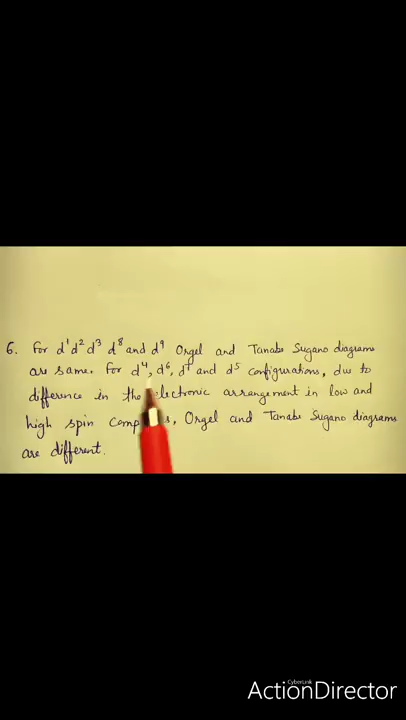 6. For d¹ d² d³ d⁸ and d⁹ Orgel and Tanabe Sugano diagrams
are same. For d⁴, d⁶, d⁷ and d⁵ configurations, due to
difference in the electronic arrangement in low and
high spin comp s, Orgel and Tanabe Sugano diagrams
are different.
CyberLink
ActionDirector